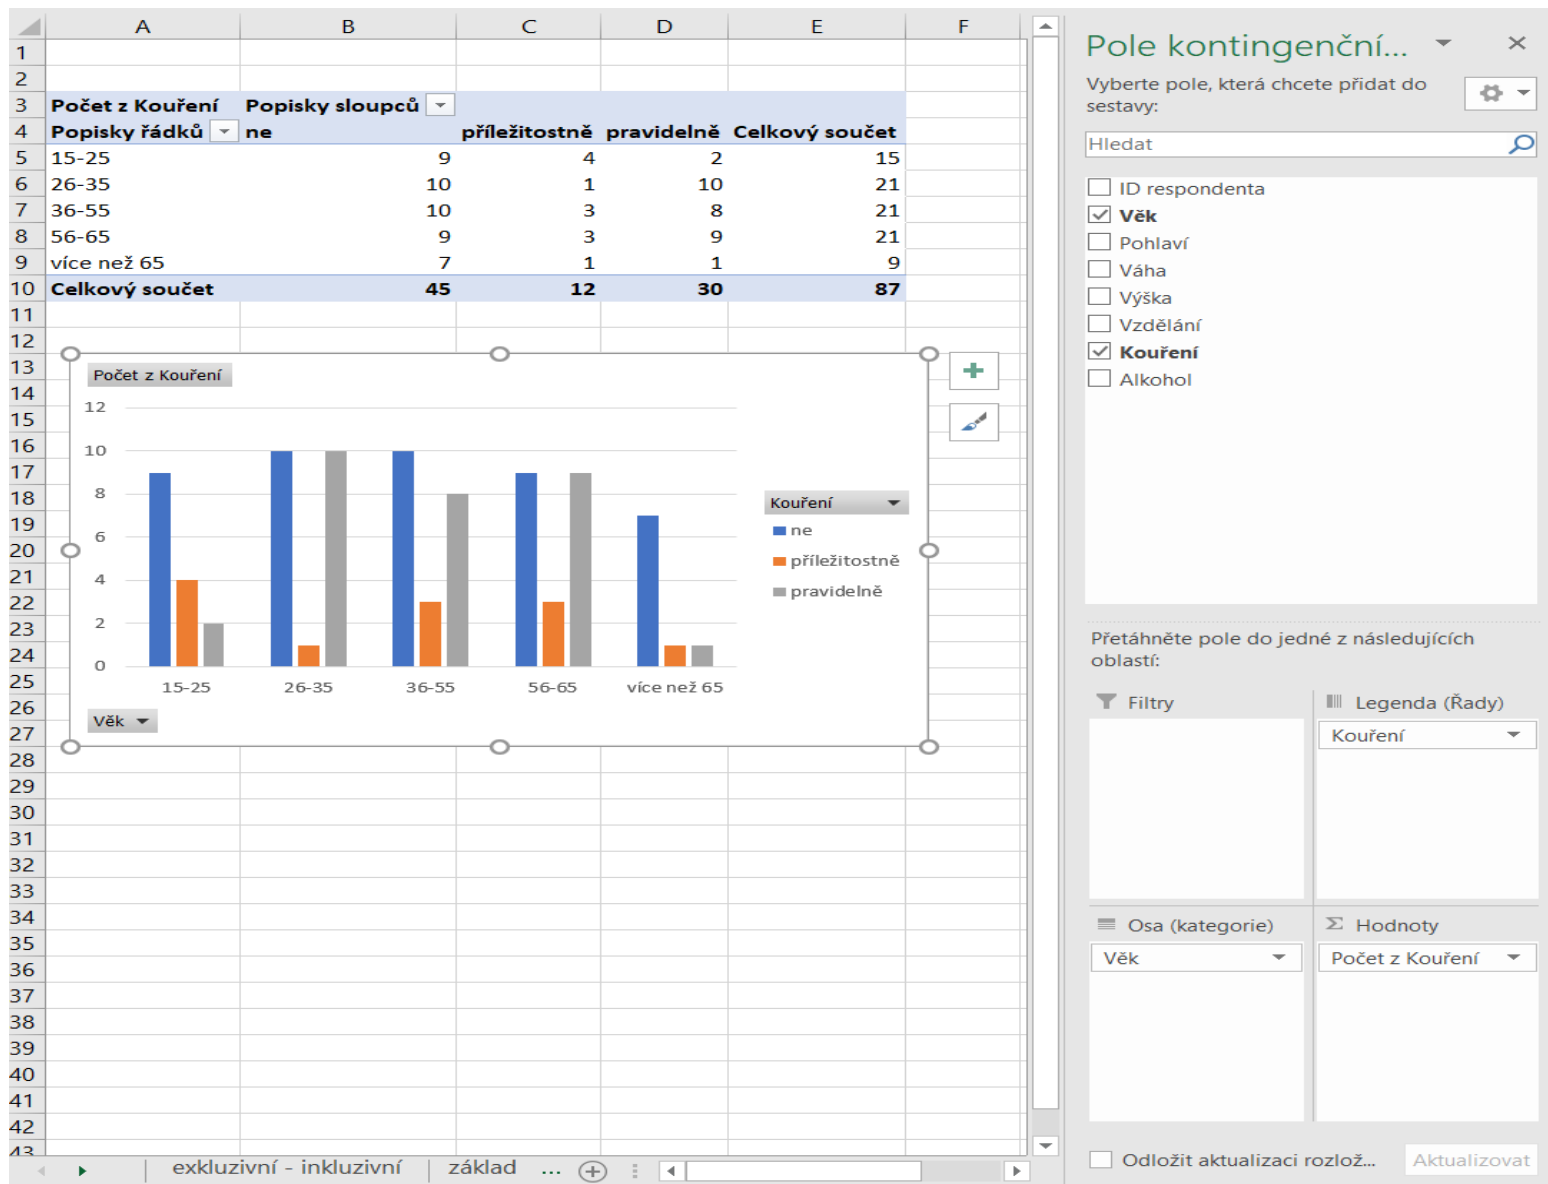 A B C D E F
1
2
3 Počet z Kouření Popisky sloupců
4 Popisky řádků ne příležitostně pravidelně Celkový součet
5 15-25 9 4 2 15
6 26-35 10 1 10 21
7 36-55 10 3 8 21
8 56-65 9 3 9 21
9 více než 65 7 1 1 9
10 Celkový součet 45 12 30 87
11
12
13
14
15
16
17
18
19
20
21
22
23
24
25
26
27
28
29
30
31
32
33
34
35
36
37
38
39
40
41
42
43
Počet z Kouření
12
10
8
6
4
2
0
15-25 26-35 36-55 56-65 více než 65
Věk
Kouření
ne
příležitostně
pravidelně
exkluzivní - inkluzivní základ ...
Pole kontingenční...
Vyberte pole, která chcete přidat do
sestavy:
Hledat
ID respondenta
Věk
Pohlaví
Váha
Výška
Vzdělání
Kouření
Alkohol
Přetáhněte pole do jedné z následujících
oblastí:
Filtry
Legenda (Řady)
Kouření
Osa (kategorie)
Věk
Σ Hodnoty
Počet z Kouření
Odložit aktualizaci rozlož... Aktualizovat